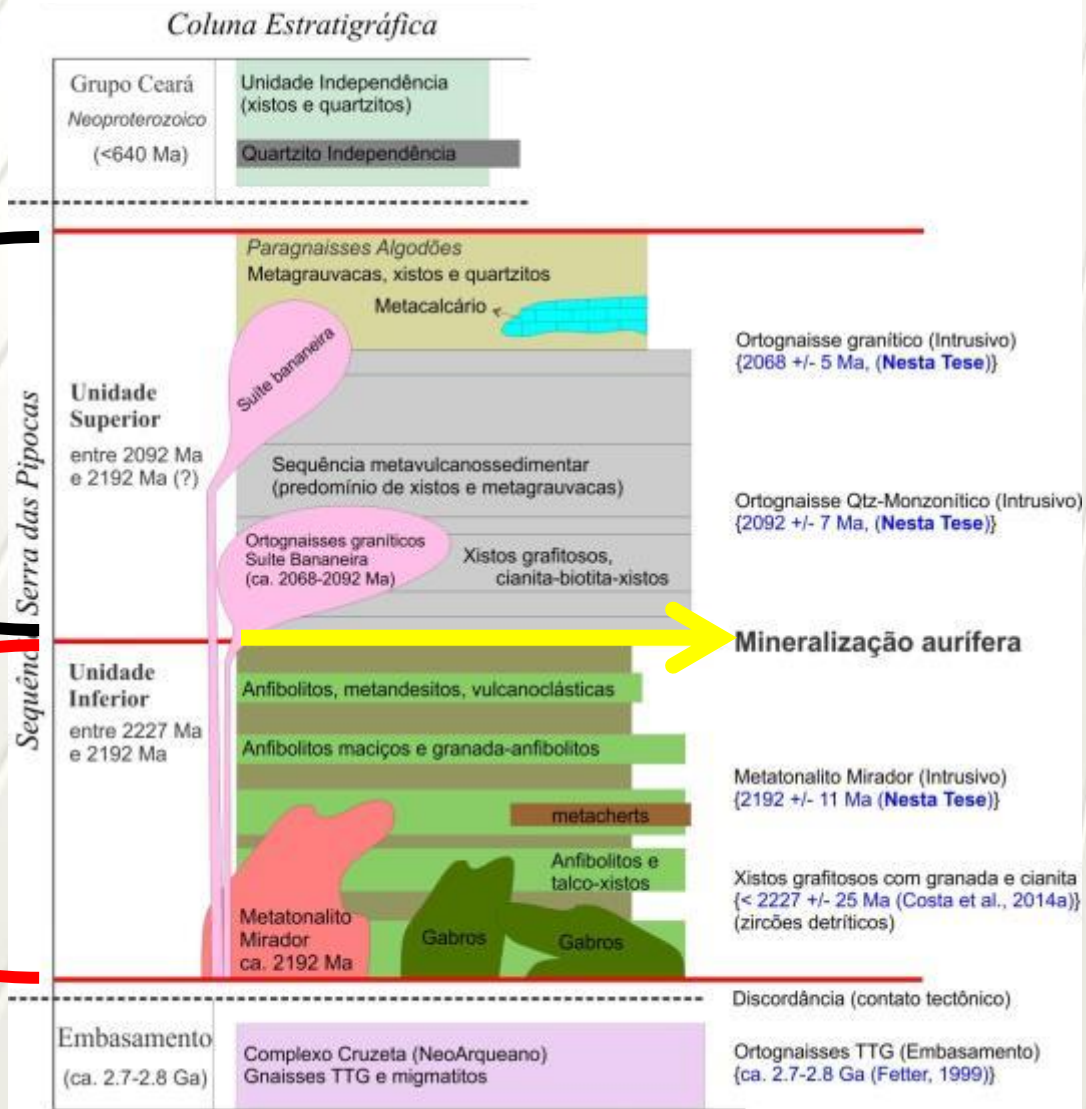 Coluna Estratigráfica
Grupo Ceará
Neoproterozoico
(<640 Ma)
Unidade Independência
(xistos e quartzitos)
Quartzito Independência
Sequência Serra das Pipocas
Unidade
Superior
entre 2092 Ma
e 2192 Ma (?)
Paragnaisses Algodões
Metagrauvacas, xistos e quartzitos
Metacalcário
Suíte bananeira
Sequência metavulcanossedimentar
(predomínio de xistos e metagrauvacas)
Ortognaisses graníticos
Suíte Bananeira
(ca. 2068-2092 Ma)
Xistos grafitosos,
cianita-biotita-xistos
Ortognaisse granítico (Intrusivo)
{2068 +/- 5 Ma, (Nesta Tese)}
Ortognaisse Qtz-Monzonítico (Intrusivo)
{2092 +/- 7 Ma, (Nesta Tese)}
Mineralização aurífera
Unidade
Inferior
entre 2227 Ma
e 2192 Ma
Anfibolitos, metandesitos, vulcanoclásticas
Anfibolitos maciços e granada-anfibolitos
metacherts
Anfibolitos e
talco-xistos
Metatonalito
Mirador
ca. 2192 Ma
Gabros
Gabros
Metatonalito Mirador (Intrusivo)
{2192 +/- 11 Ma (Nesta Tese)}
Xistos grafitosos com granada e cianita
{< 2227 +/- 25 Ma (Costa et al., 2014a)}
(zircões detríticos)
Discordância (contato tectônico)
Embasamento
(ca. 2.7-2.8 Ga)
Complexo Cruzeta (NeoArqueano)
Gnaisses TTG e migmatitos
Ortognaisses TTG (Embasamento)
{ca. 2.7-2.8 Ga (Fetter, 1999)}